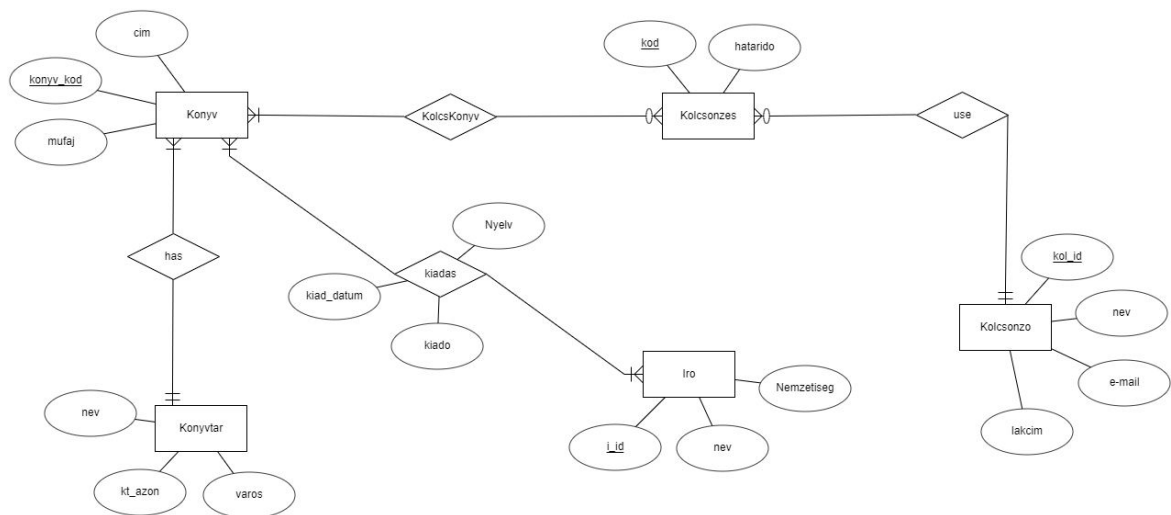 cim
kod
hatarido
konyv_kod
Konyv
KolcsKonyv
Kolcsonzes
use
mufaj
Nyelv
has
kiadas
kol_id
kiad_datum
nev
kiado
Kolcsonzo
Iro
Nemzetiseg
e-mail
nev
Konyvtar
lakcim
i_id
nev
kt_azon
varos